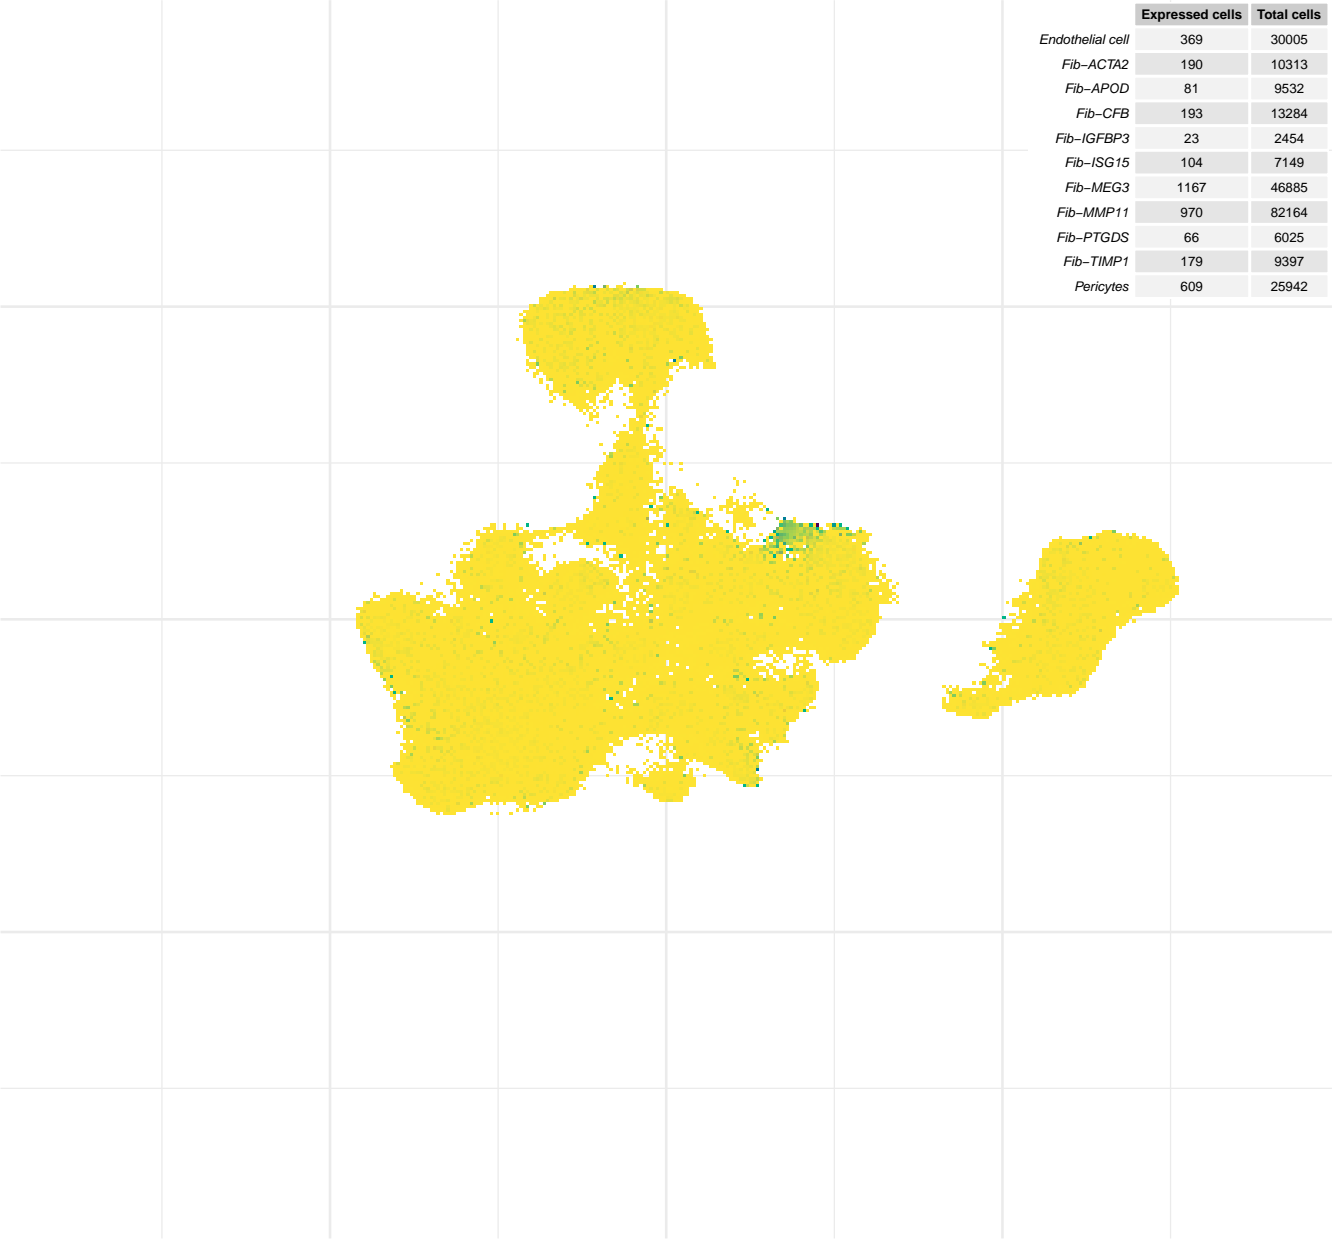 Expressed cells Total cells
Endothelial cell 369 30005
Fib−ACTA2 190 10313
Fib−APOD 81 9532
Fib−CFB 193 13284
Fib−IGFBP3 23 2454
Fib−ISG15 104 7149
Fib−MEG3 1167 46885
Fib−MMP11 970 82164
Fib−PTGDS 66 6025
Fib−TIMP1 179 9397
Pericytes 609 25942